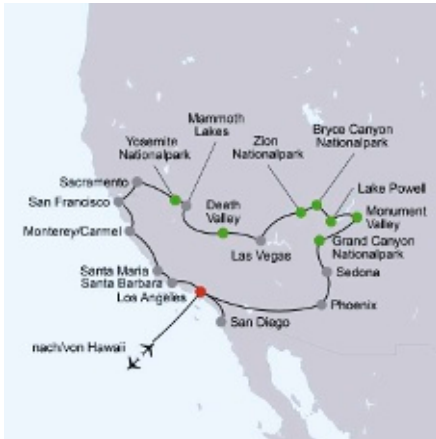 Mammoth
Lakes
Bryce Canyon
Nationalpark
Yosemite
Nationalpark
Zion
Nationalpark
Sacramento
Lake Powell
San Francisco
Death
Valley
Monument
Valley
Monterey/Carmel
Las Vegas
Grand Canyon
Nationalpark
Santa Maria
Sedona
Santa Barbara
Los Angeles
Phoenix
San Diego
nach/von Hawaii